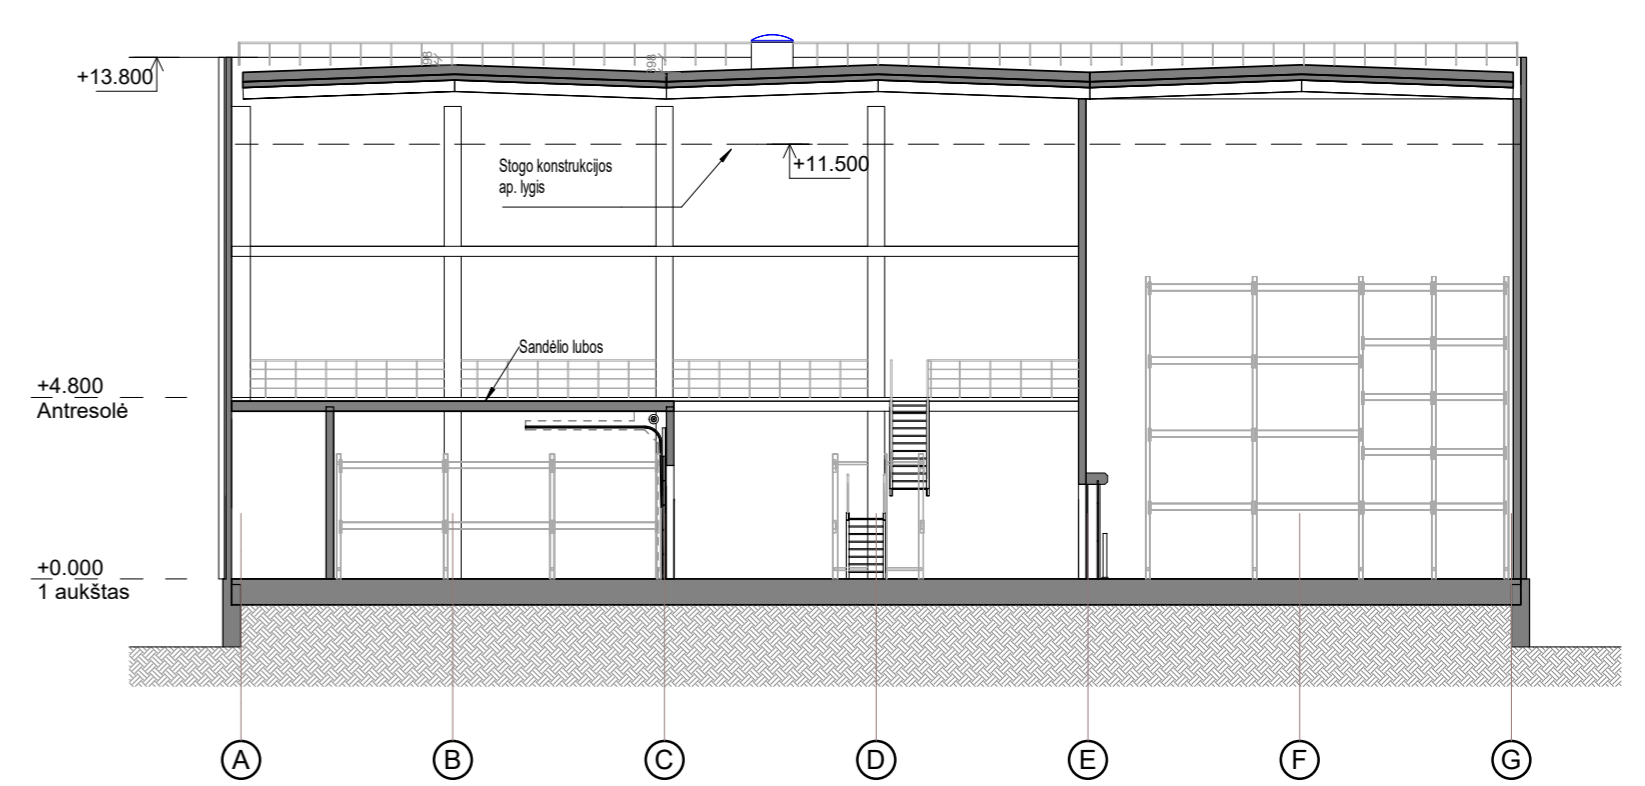 +13.800
Stogo konstrukcijos
ap. lygis
+11.500
Sandėlio lubos
+4.800
Antresolė
+0.000
1 aukštas
A B C D E F G